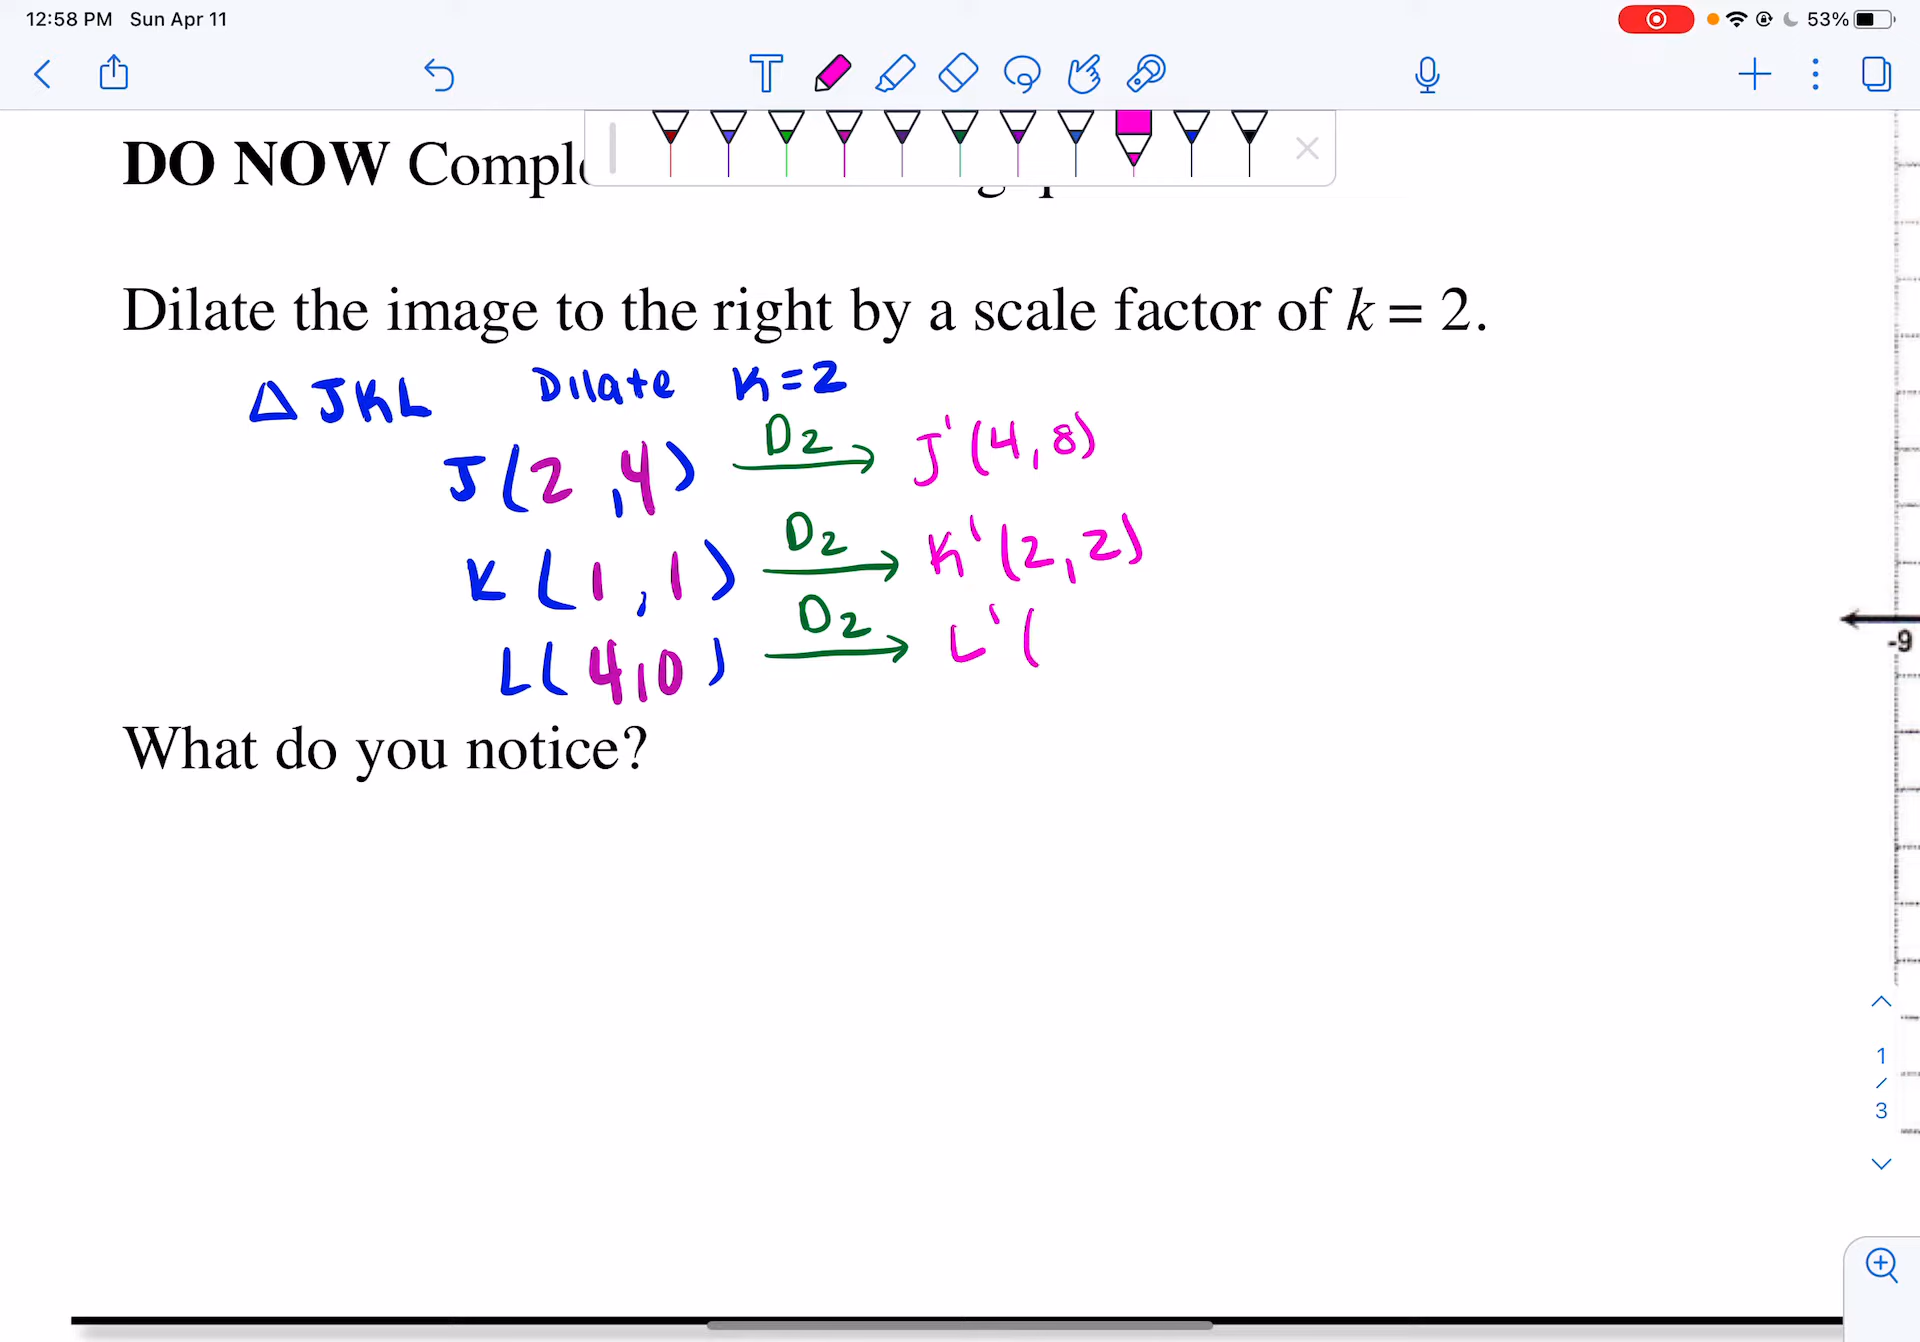 12:58 PM Sun Apr 11
53%
T
DO NOW Compl
Dilate the image to the right by a scale factor of k = 2.
△ JKL Dilate K=2
J(2,4) D2 → J'(4,8)
K(1,1) D2 → K'(2,2)
L(4,0) D2 → L'(
-9
What do you notice?
1
/
3